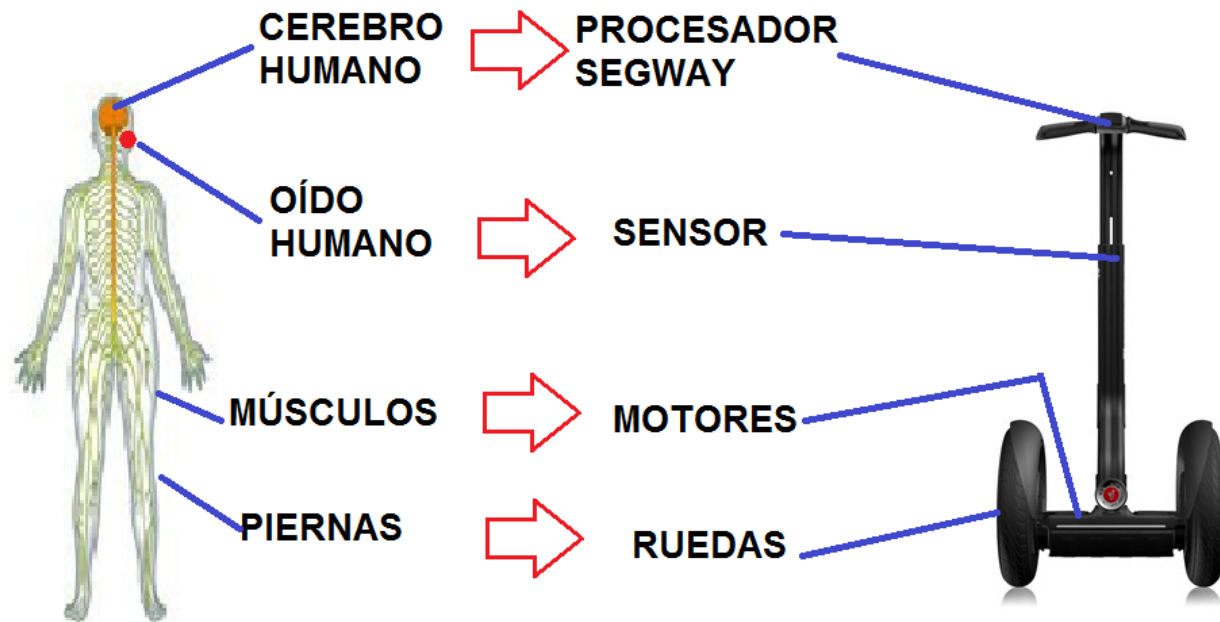 CEREBRO
HUMANO
PROCESADOR
SEGWAY
OÍDO
HUMANO
SENSOR
MÚSCULOS
MOTORES
PIERNAS
RUEDAS